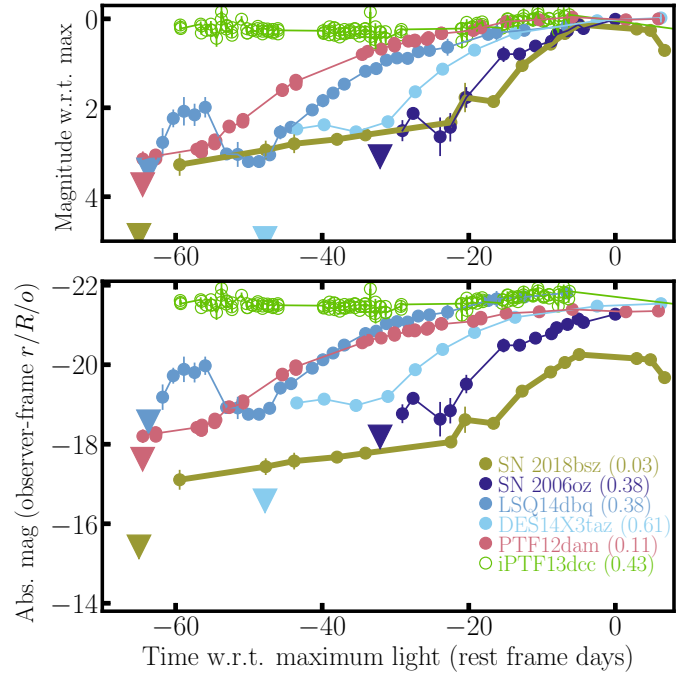 Magnitude w.r.t. max
0
2
4
−60 −40 −20 0
Abs. mag (observer-frame r/R/o)
−22
−20
−18
−16
−14
SN 2018bsz (0.03)
SN 2006oz (0.38)
LSQ14dbq (0.38)
DES14X3taz (0.61)
PTF12dam (0.11)
iPTF13dcc (0.43)
−60 −40 −20 0
Time w.r.t. maximum light (rest frame days)